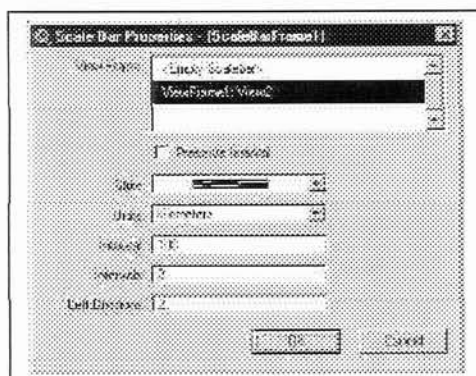 Scale Bar Properties - [ScaleBarFrame1]
View Frame:
<Empty Scalebar>
ViewFrame1: View2
Preserve Interval
Style:
Units:
Interval:
Intervals:
Left Divisions: 2
OK
Cancel